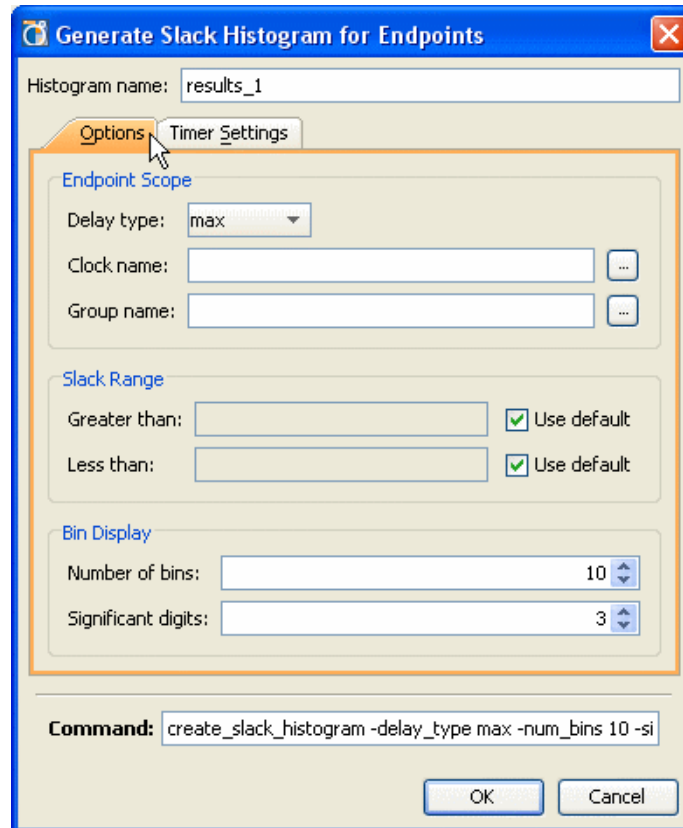 Generate Slack Histogram for Endpoints
Histogram name: results_1
Options Timer Settings
Endpoint Scope
Delay type: max
Clock name: ...
Group name: ...
Slack Range
Greater than: Use default
Less than: Use default
Bin Display
Number of bins: 10
Significant digits: 3
Command: create_slack_histogram -delay_type max -num_bins 10 -si
OK Cancel